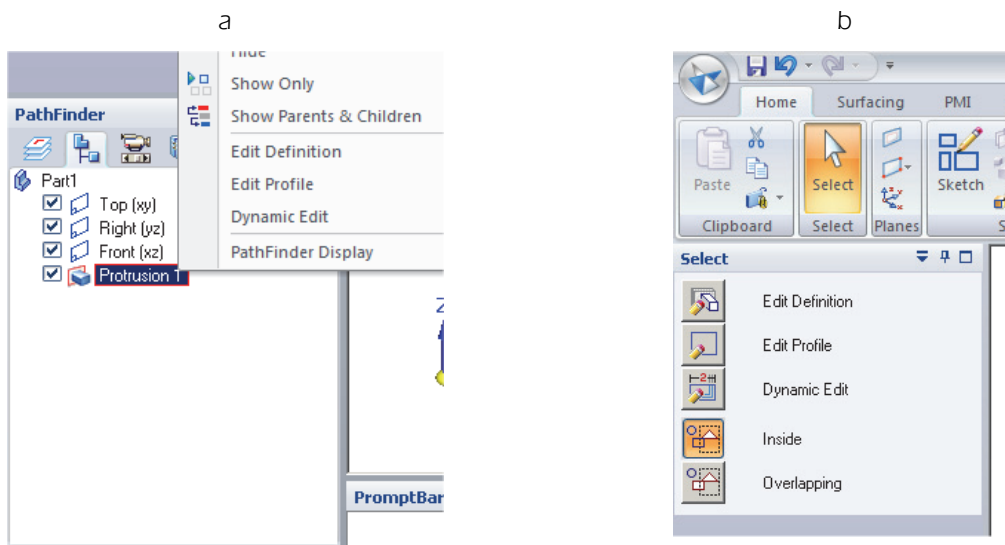 a
b
Hide
Show Only
Show Parents & Children
Edit Definition
Edit Profile
Dynamic Edit
PathFinder Display
PathFinder
Part1
Top (xy)
Right (yz)
Front (xz)
Protrusion 1
Z
PromptBar
Home Surfacing PMI
Paste
Select
Sketch
Clipboard
Select
Planes
S
Select
Edit Definition
Edit Profile
2
Dynamic Edit
Inside
Overlapping